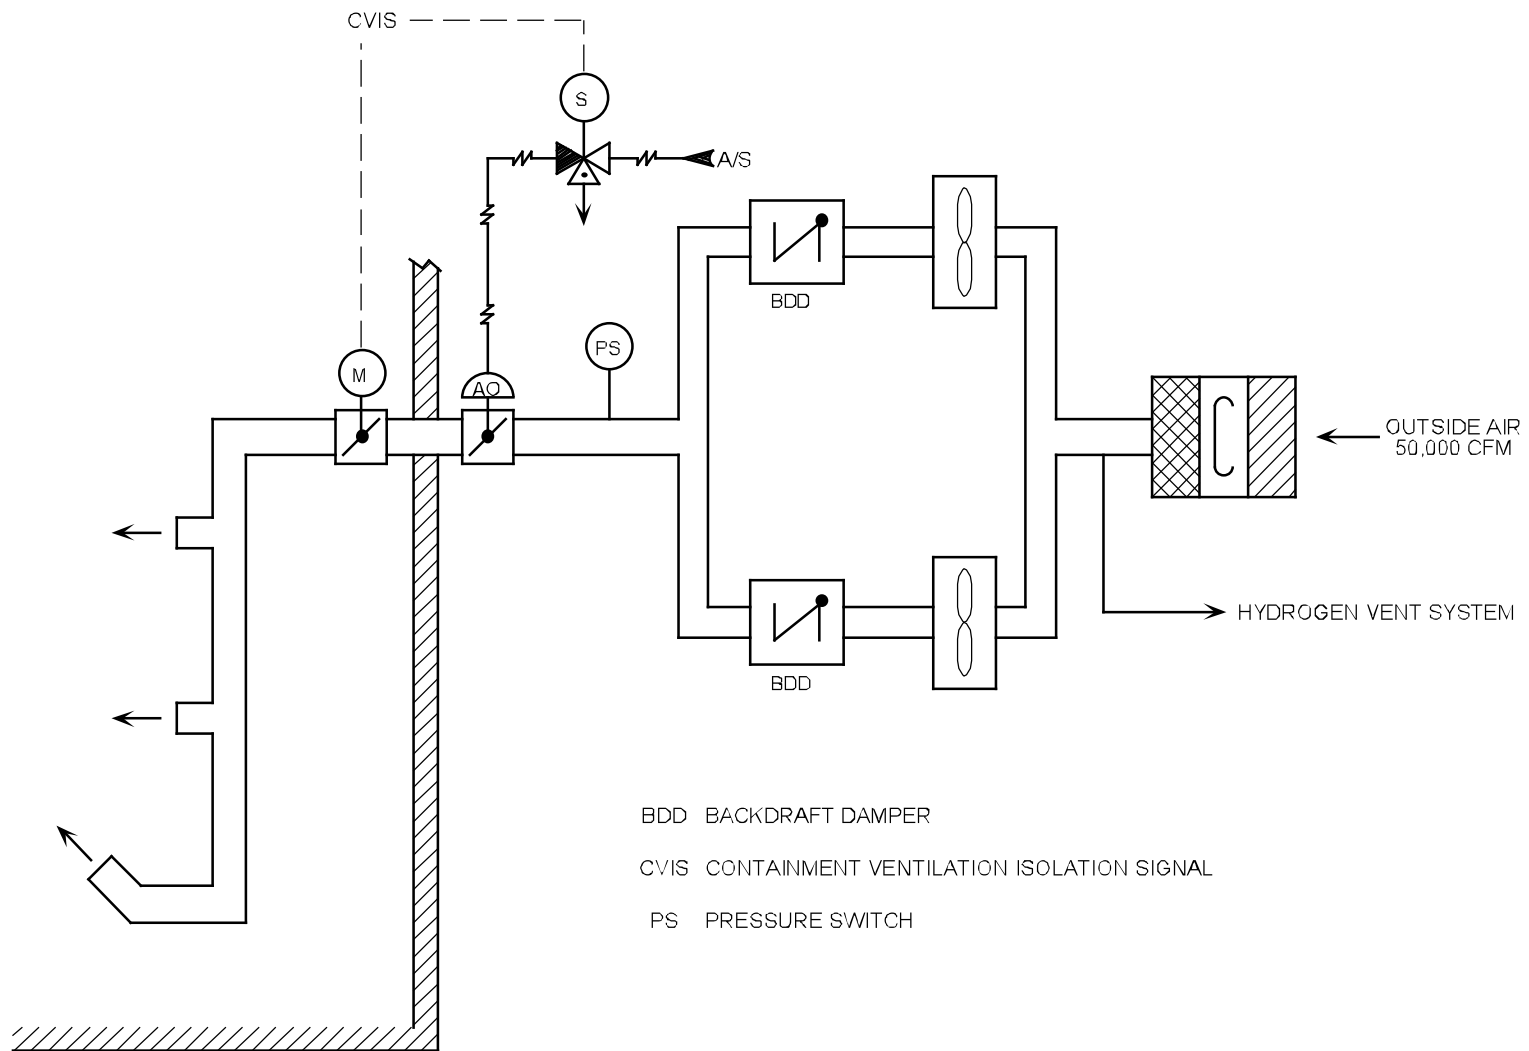 CVIS
S
A/S
BDD
PS
M
AO
OUTSIDE AIR
50,000 CFM
HYDROGEN VENT SYSTEM
BDD
BDD BACKDRAFT DAMPER
CVIS CONTAINMENT VENTILATION ISOLATION SIGNAL
PS PRESSURE SWITCH